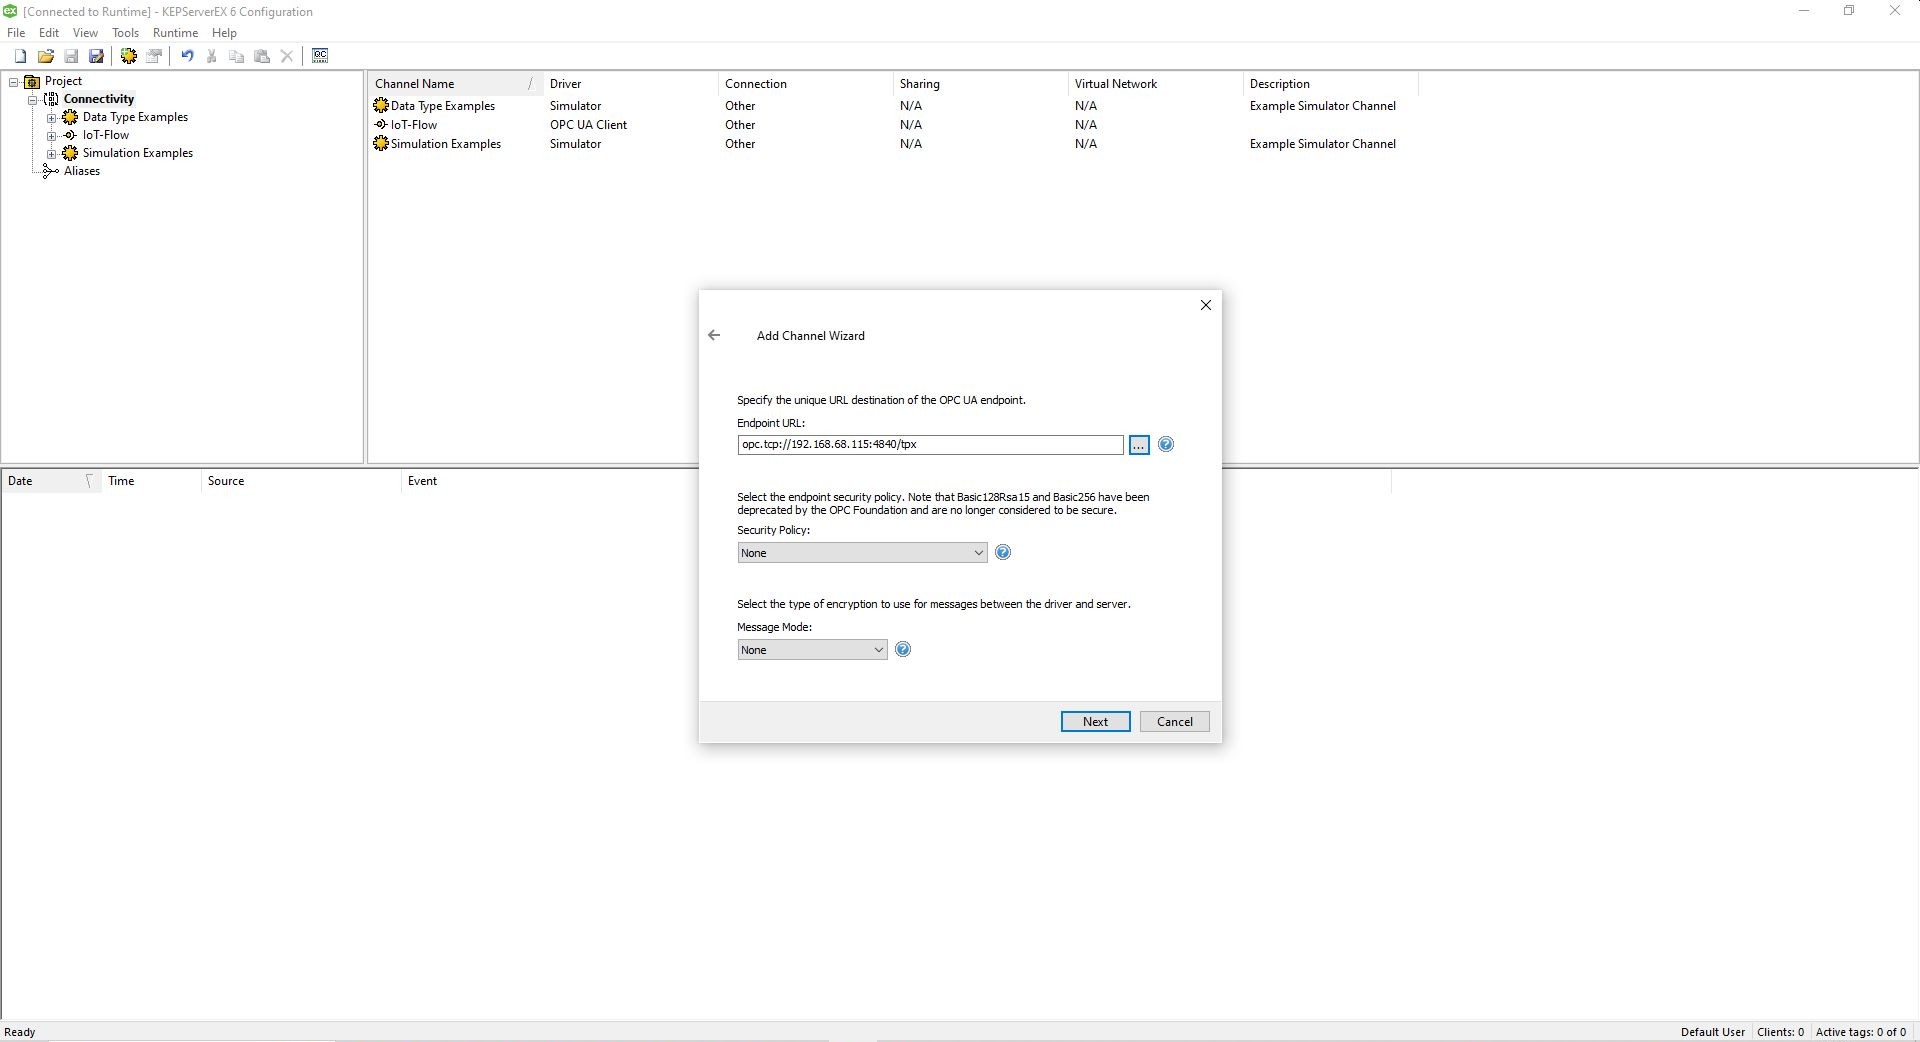 [Connected to Runtime] - KEPServerEX 6 Configuration
File Edit View Tools Runtime Help
Project
Connectivity
Data Type Examples
IoT-Flow
Simulation Examples
Aliases
Channel Name / Driver Connection Sharing Virtual Network Description
Data Type Examples Simulator Other N/A N/A Example Simulator Channel
IoT-Flow OPC UA Client Other N/A N/A
Simulation Examples Simulator Other N/A N/A Example Simulator Channel
Add Channel Wizard
Specify the unique URL destination of the OPC UA endpoint.
Endpoint URL:
opc.tcp://192.168.68.115:4840/tpx ... ?
Select the endpoint security policy. Note that Basic128Rsa15 and Basic256 have been
deprecated by the OPC Foundation and are no longer considered to be secure.
Security Policy:
None ?
Select the type of encryption to use for messages between the driver and server.
Message Mode:
None ?
Next Cancel
Date Time Source Event
Ready Default User Clients: 0 Active tags: 0 of 0